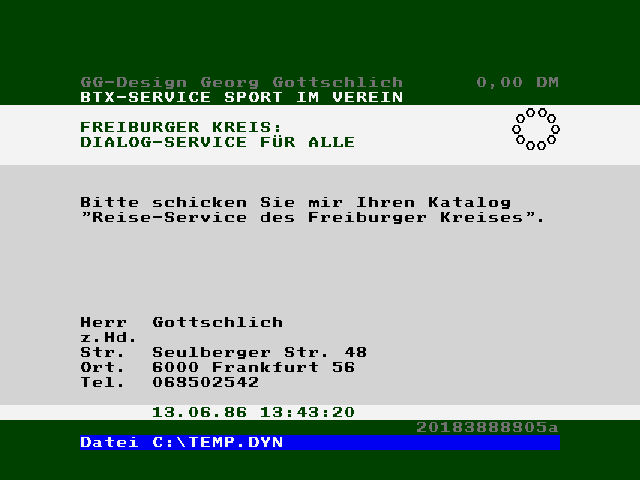 GG-Design Georg Gottschlich 0,00 DM
BTX-SERVICE SPORT IM VEREIN
FREIBURGER KREIS:
DIALOG-SERVICE FÜR ALLE
Bitte schicken Sie mir Ihren Katalog
"Reise-Service des Freiburger Kreises".
Herr Gottschlich
z.Hd.
Str. Seulberger Str. 48
Ort. 6000 Frankfurt 56
Tel. 069502542
13.06.86 13:43:20
20183888805a
Datei C:\TEMP.DYN